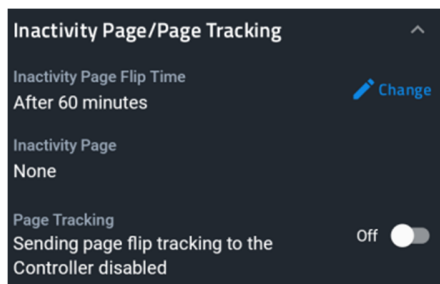 Inactivity Page/Page Tracking
Inactivity Page Flip Time
After 60 minutes
Change
Inactivity Page
None
Page Tracking
Sending page flip tracking to the
Controller disabled
Off